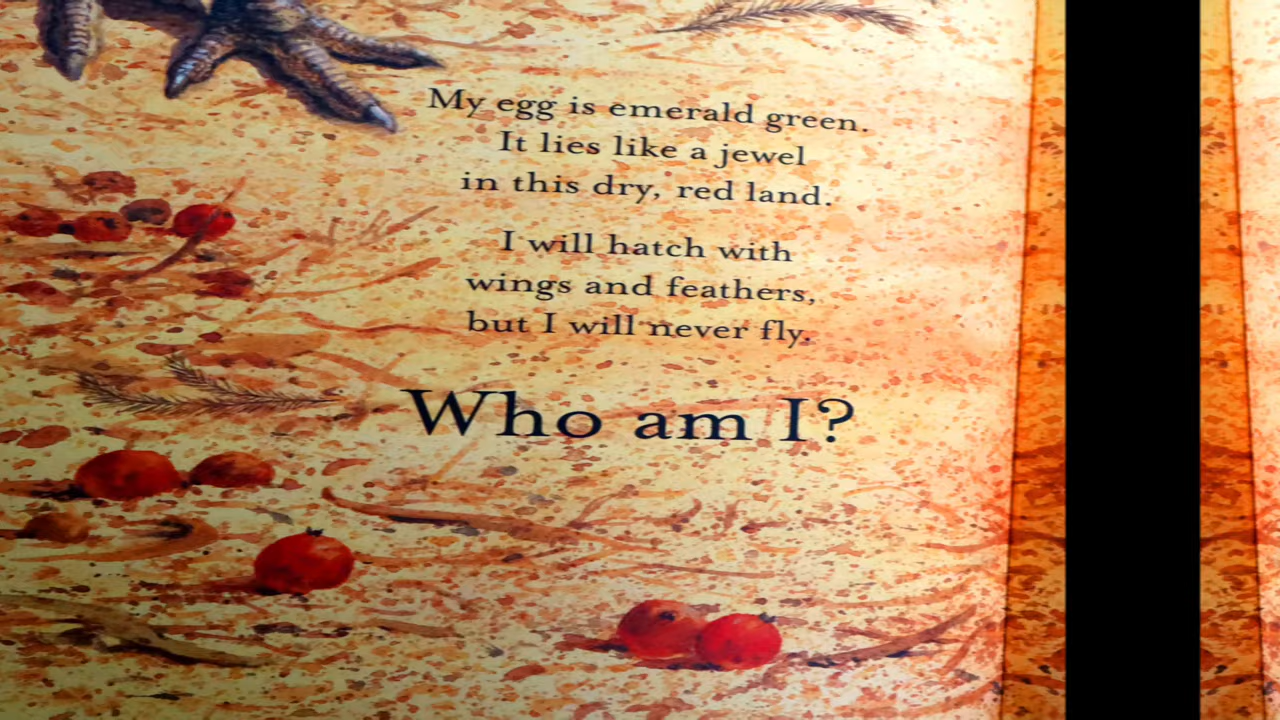 My egg is emerald green.
It lies like a jewel
in this dry, red land.
I will hatch with
wings and feathers,
but I will never fly.
Who am I?